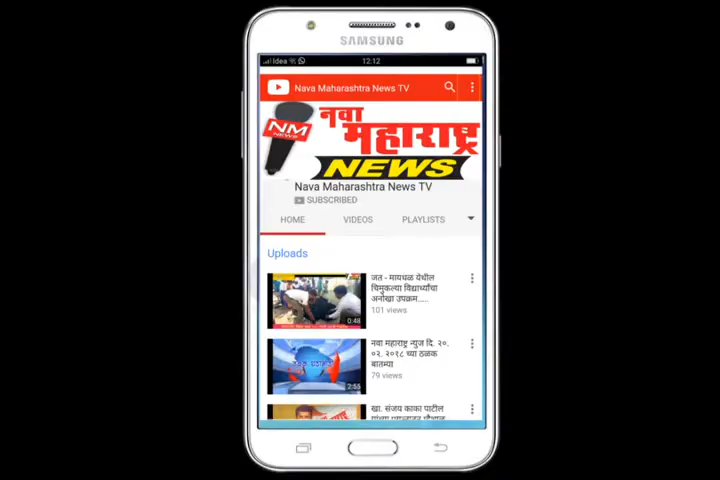 SAMSUNG
Idea
12:12
Nava Maharashtra News TV
नवा
महाराष्ट्र
NM
NEWS
NEWS
Nava Maharashtra News TV
SUBSCRIBED
HOME VIDEOS PLAYLISTS
Uploads
जत - मायथळ येथील
चिमुकल्या विद्यार्थ्यांचा
अनोखा उपक्रम.....
101 views
0:48
नवा महाराष्ट्र न्युज दि. २०.
०२. २०१८ च्या ठळक
बातम्या
79 views
2:55
खा. संजय काका पाटील